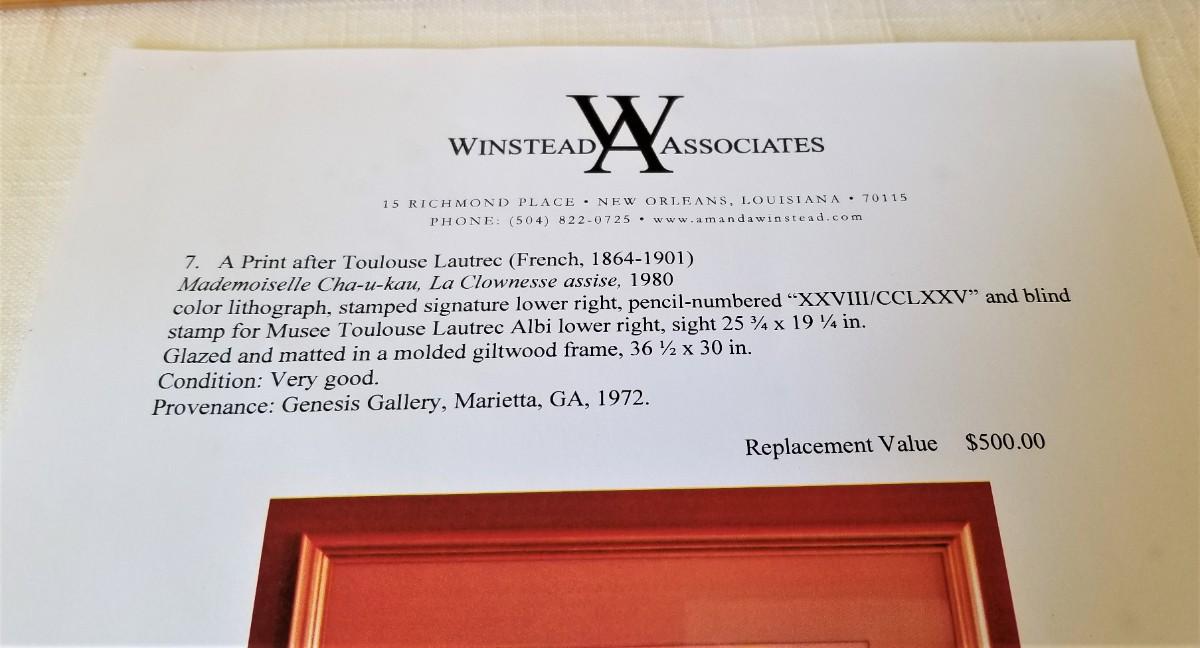 WINSTEAD WA ASSOCIATES
15 RICHMOND PLACE • NEW ORLEANS, LOUISIANA • 70115
PHONE: (504) 822-0725 • www.amandawinstead.com
7. A Print after Toulouse Lautrec (French, 1864-1901)
Mademoiselle Cha-u-kau, La Clownesse assise, 1980
color lithograph, stamped signature lower right, pencil-numbered “XXVIII/CCLXXV” and blind
stamp for Musee Toulouse Lautrec Albi lower right, sight 25 ¾ x 19 ¼ in.
Glazed and matted in a molded giltwood frame, 36 ½ x 30 in.
Condition: Very good.
Provenance: Genesis Gallery, Marietta, GA, 1972.
Replacement Value $500.00